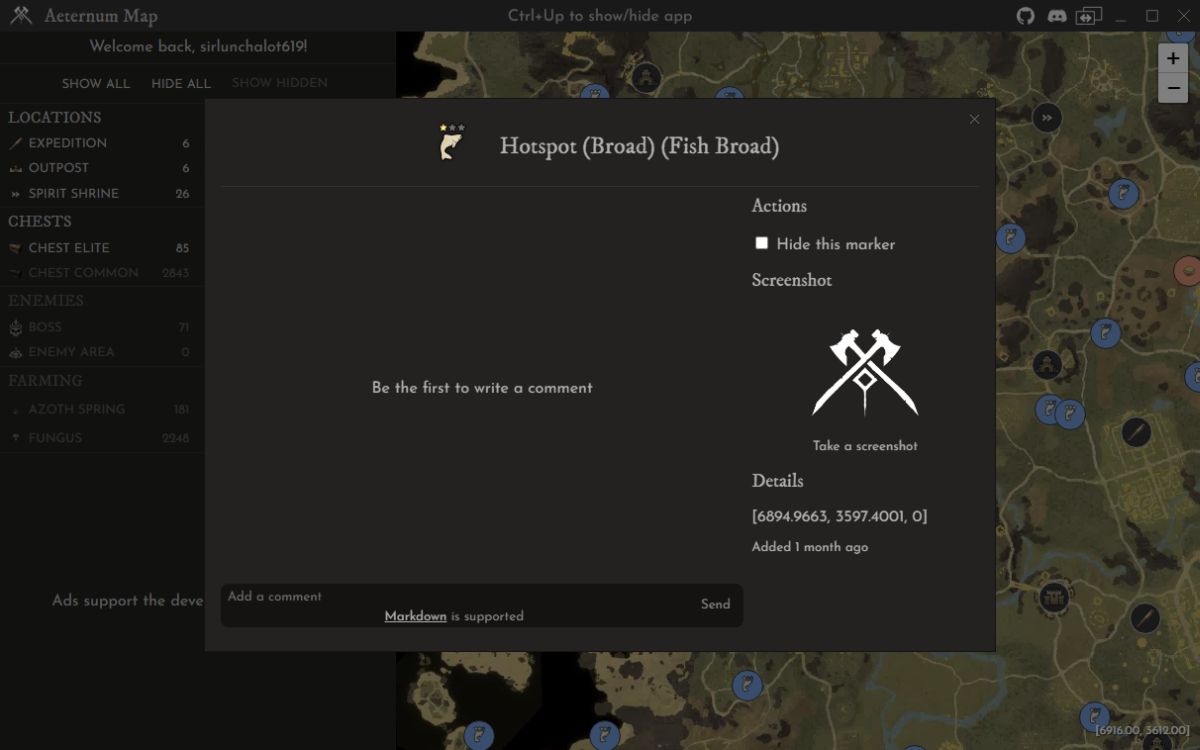 Aeternum Map
Ctrl+Up to show/hide app
Welcome back, sirlunchalot619!
SHOW ALL HIDE ALL SHOW HIDDEN
LOCATIONS
EXPEDITION 6
OUTPOST 6
SPIRIT SHRINE 26
CHESTS
CHEST ELITE 85
CHEST COMMON 2843
ENEMIES
BOSS 71
ENEMY AREA 0
FARMING
AZOTH SPRING 181
FUNGUS 2248
Ads support the deve
Hotspot (Broad) (Fish Broad)
Be the first to write a comment
Add a comment
Markdown is supported
Send
Actions
Hide this marker
Screenshot
Take a screenshot
Details
[6894.9663, 3597.4001, 0]
Added 1 month ago
+
−
[6916.00, 3612.00]